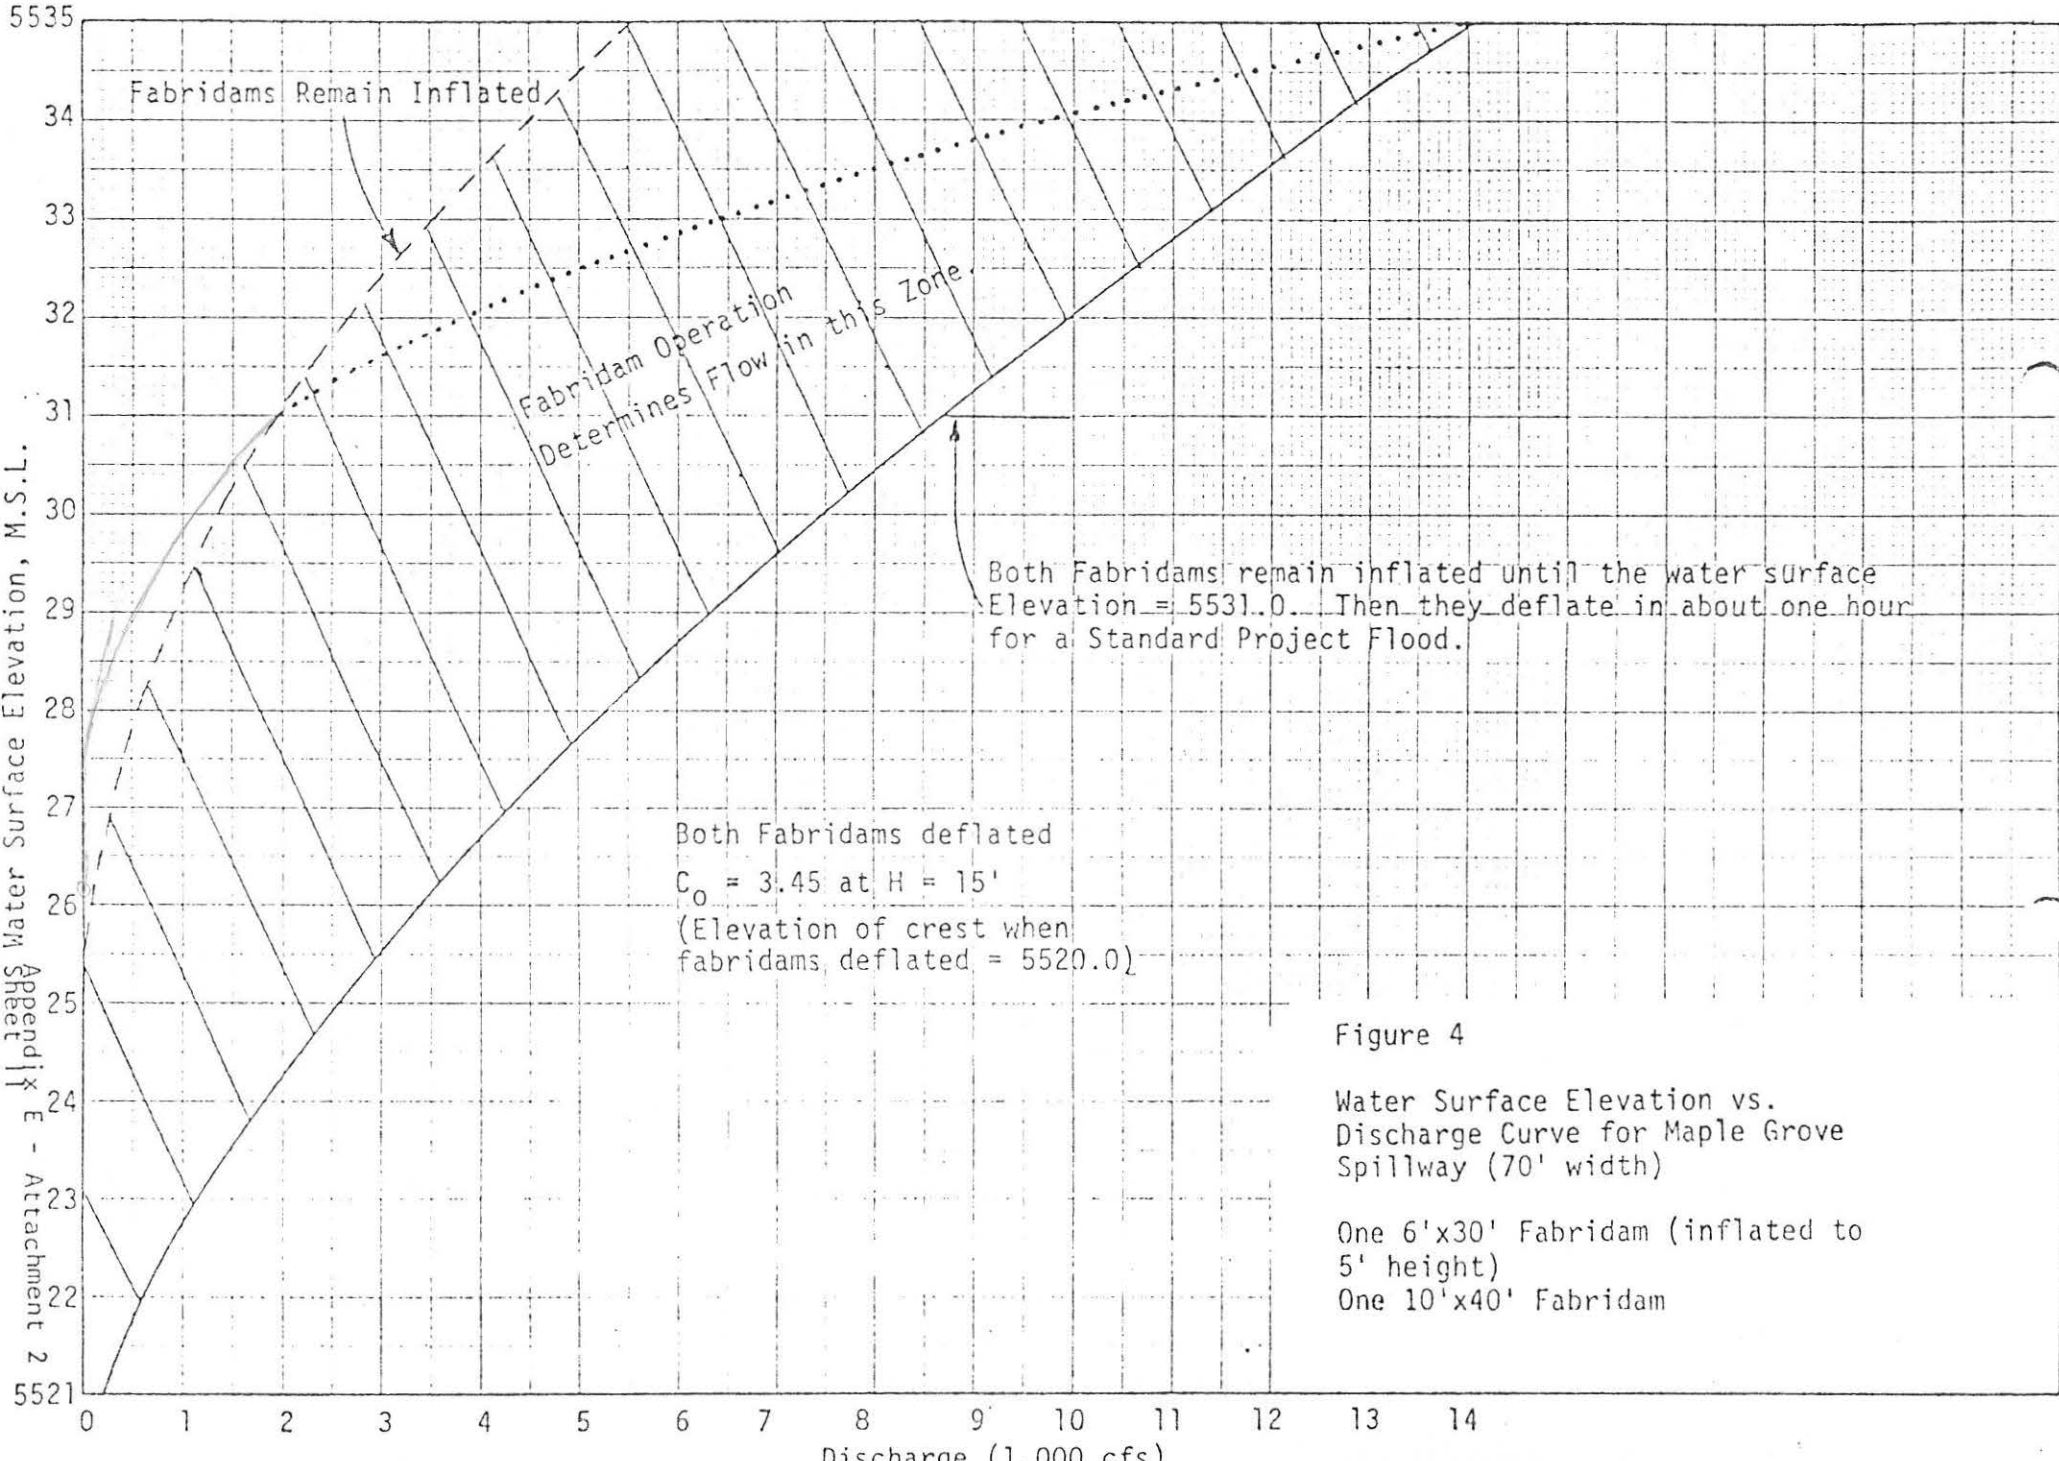 5535
34
33
32
31
30
29
28
27
26
25
24
23
22
5521
Water Surface Elevation, M.S.L.
Appendix E - Attachment 2
Sheet 11
Fabridams Remain Inflated
Fabridam Operation
Determines Flow in this Zone.
Both Fabridams remain inflated until the water surface
Elevation = 5531.0. Then they deflate in about one hour
for a Standard Project Flood.
Both Fabridams deflated
Co = 3.45 at H = 15'
(Elevation of crest when
fabridams deflated = 5520.0)
Figure 4
Water Surface Elevation vs.
Discharge Curve for Maple Grove
Spillway (70' width)
One 6'x30' Fabridam (inflated to
5' height)
One 10'x40' Fabridam
0 1 2 3 4 5 6 7 8 9 10 11 12 13 14
Discharge (1,000 cfs)